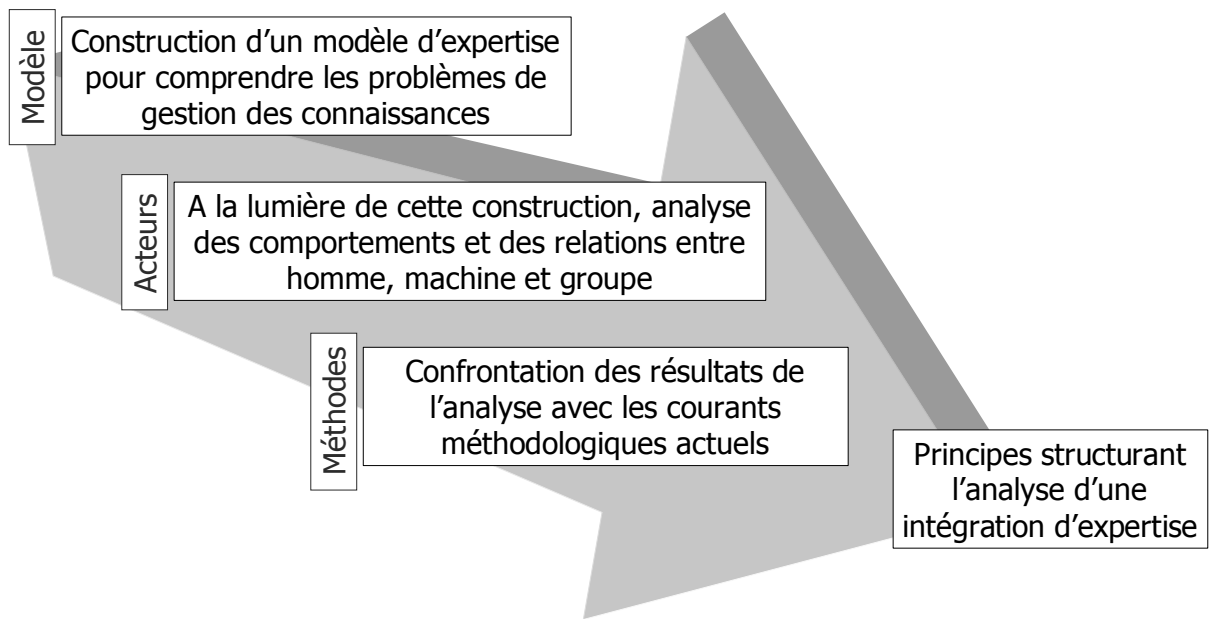 Modèle
Construction d’un modèle d’expertise
pour comprendre les problèmes de
gestion des connaissances
Acteurs
A la lumière de cette construction, analyse
des comportements et des relations entre
homme, machine et groupe
Méthodes
Confrontation des résultats de
l’analyse avec les courants
méthodologiques actuels
Principes structurant
l’analyse d’une
intégration d’expertise